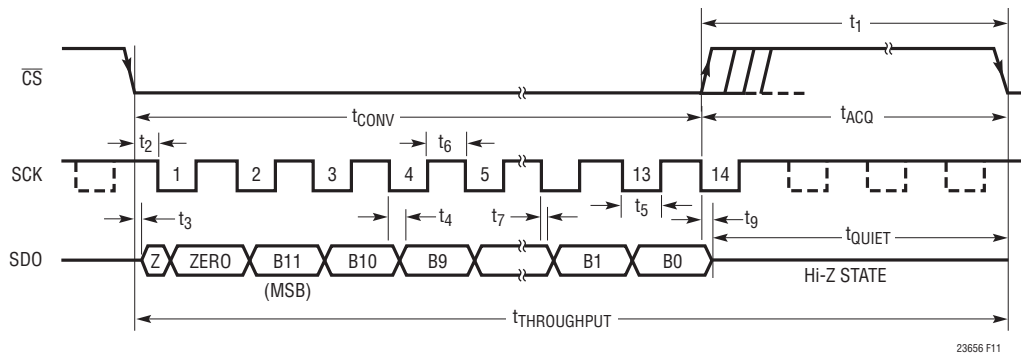 t1
CS
tCONV
tACQ
t2
t6
SCK
1
2
3
4
5
13
14
t3
t4
t7
t5
t9
tQUIET
SDO
Z
ZERO
B11
B10
B9
B1
B0
(MSB)
Hi-Z STATE
tTHROUGHPUT
23656 F11